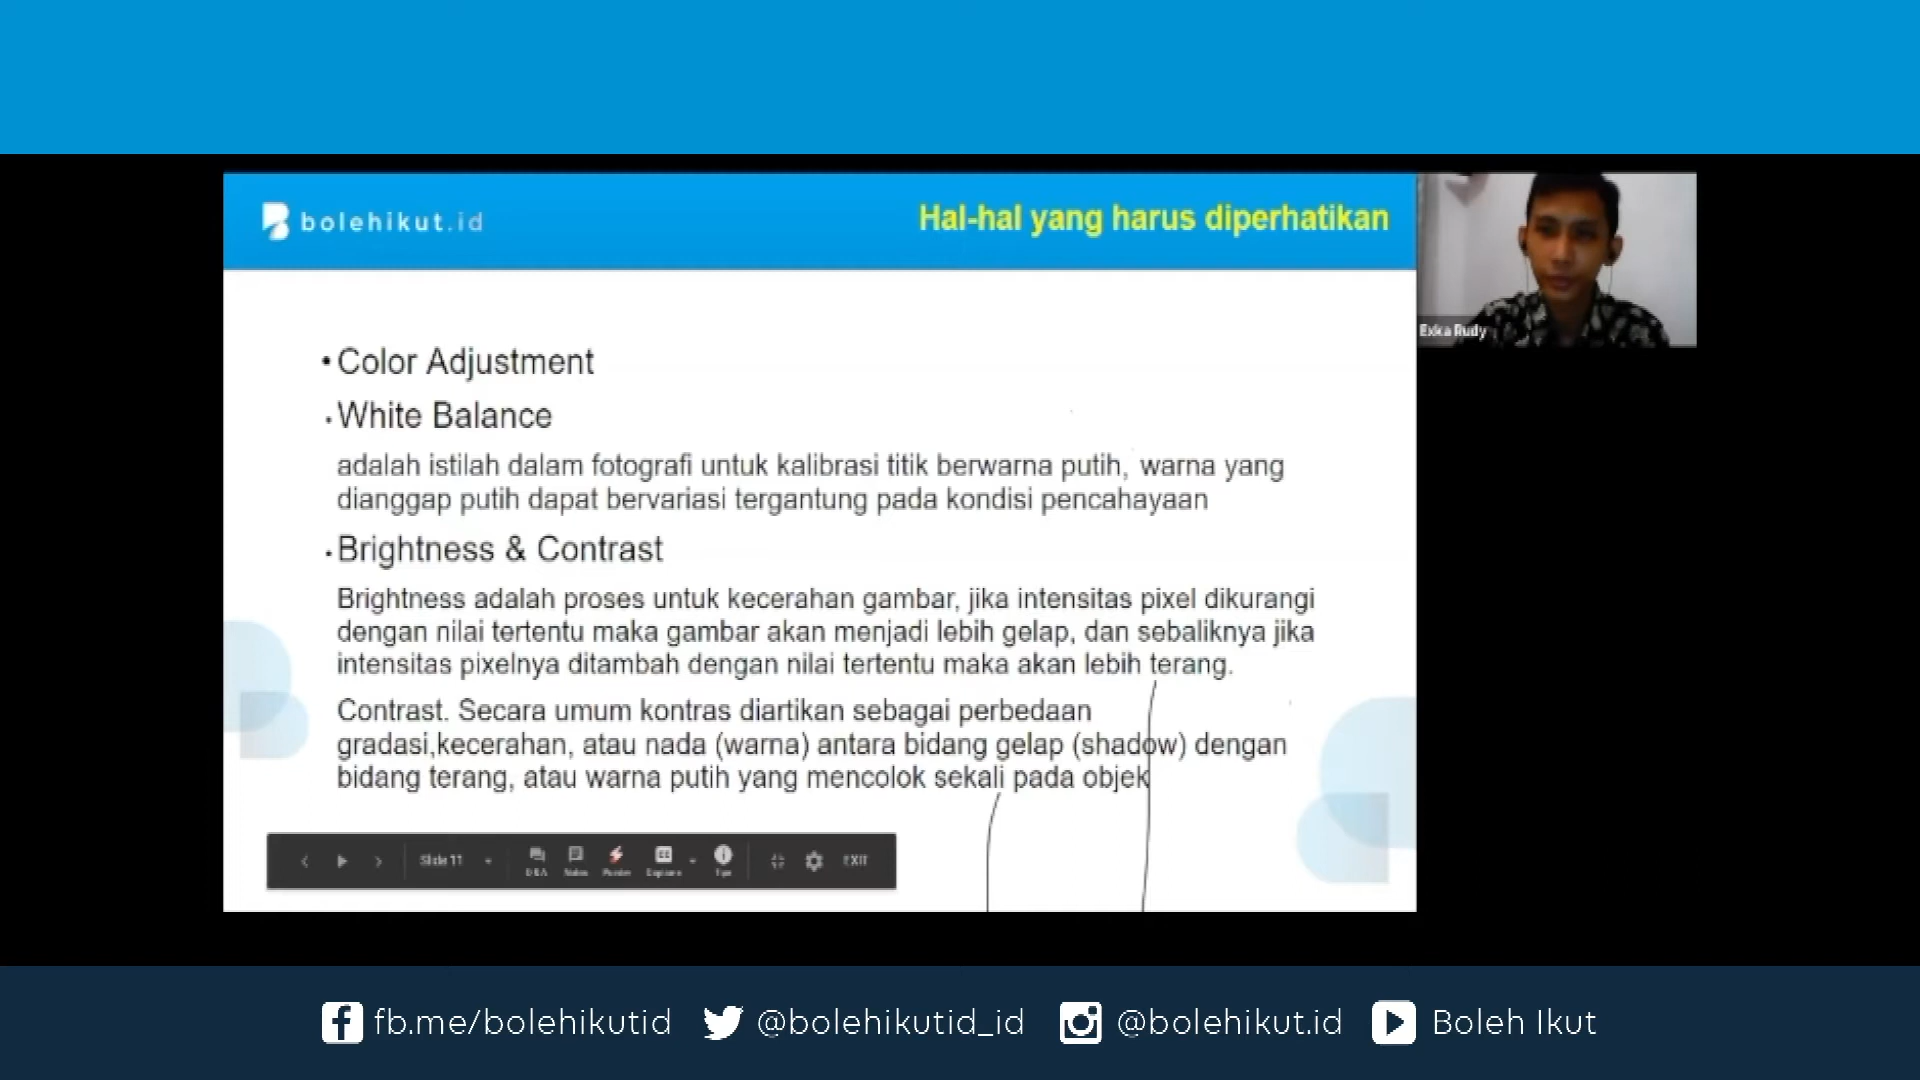 bolehikut.id
Hal-hal yang harus diperhatikan
Exka Rudy
• Color Adjustment
• White Balance
adalah istilah dalam fotografi untuk kalibrasi titik berwarna putih, warna yang
dianggap putih dapat bervariasi tergantung pada kondisi pencahayaan
• Brightness & Contrast
Brightness adalah proses untuk kecerahan gambar, jika intensitas pixel dikurangi
dengan nilai tertentu maka gambar akan menjadi lebih gelap, dan sebaliknya jika
intensitas pixelnya ditambah dengan nilai tertentu maka akan lebih terang.
Contrast. Secara umum kontras diartikan sebagai perbedaan
gradasi,kecerahan, atau nada (warna) antara bidang gelap (shadow) dengan
bidang terang, atau warna putih yang mencolok sekali pada objek
Slide 11
Q&A Notes Pointer Captions Tips EXIT
fb.me/bolehikutid @bolehikutid_id @bolehikut.id Boleh Ikut